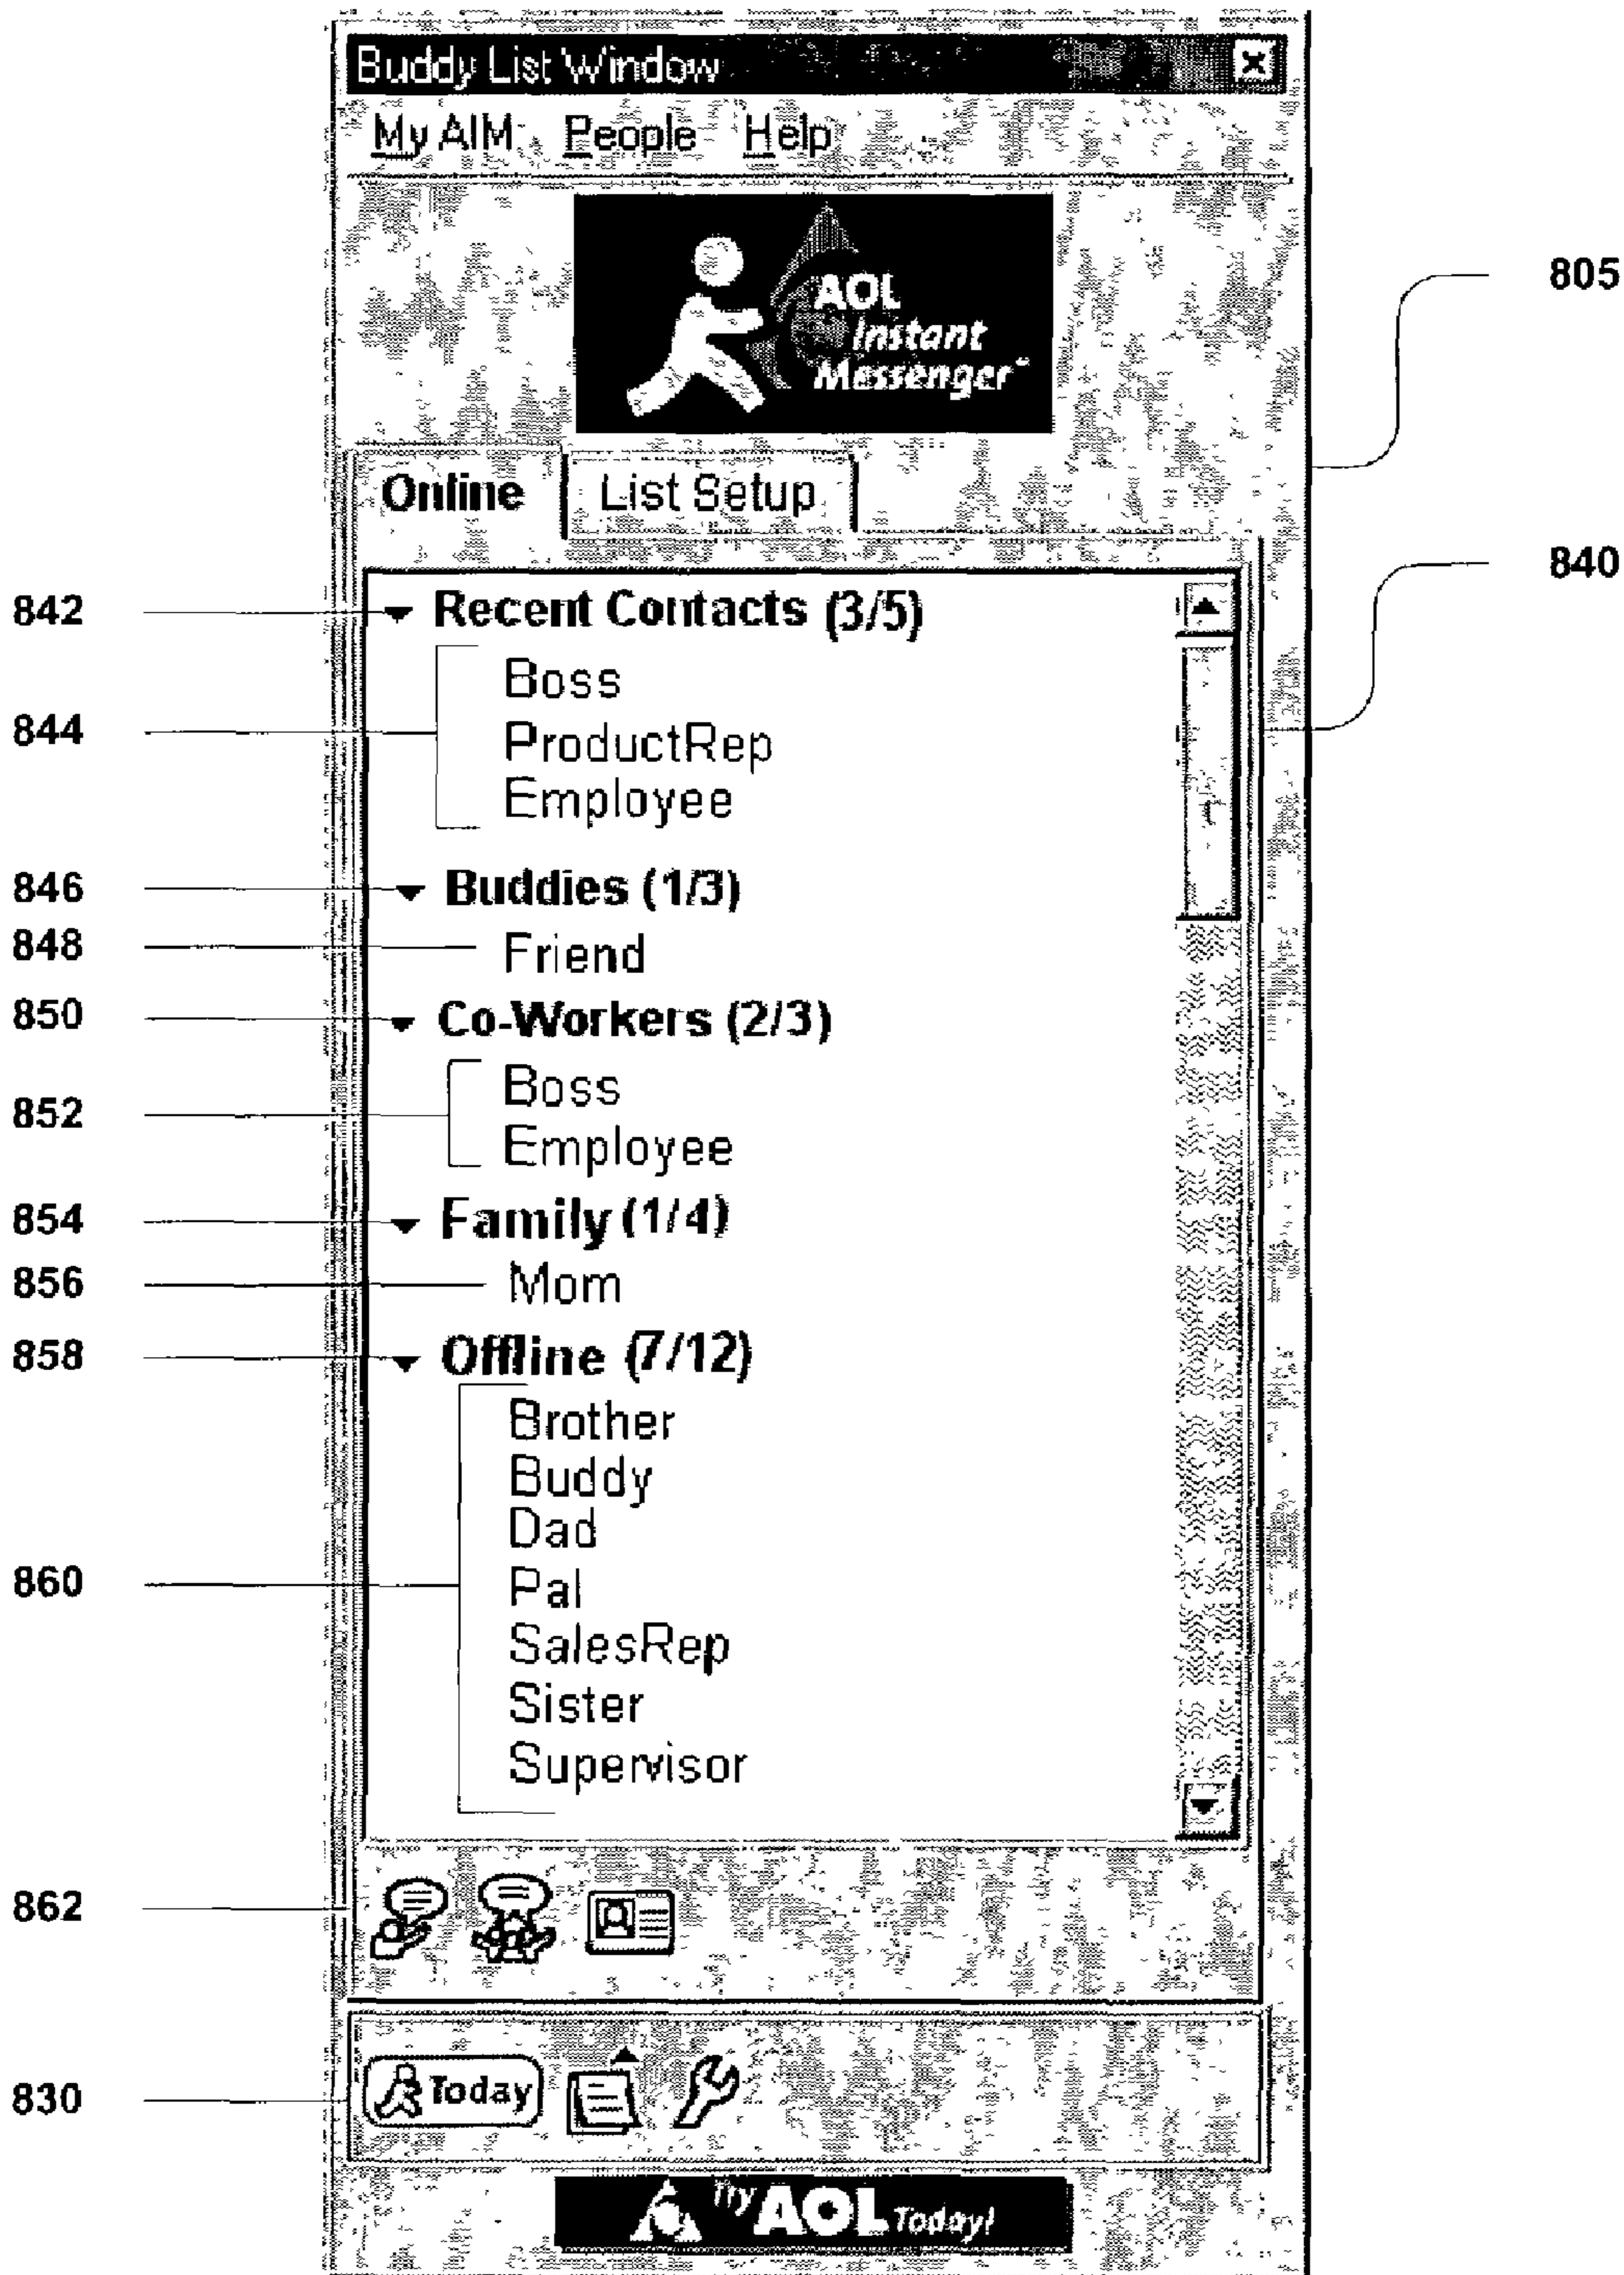 Buddy List Window
My AIM People Help
AOL
Instant
Messenger™
805
Online List Setup
840
842 Recent Contacts (3/5)
Boss
844 ProductRep
Employee
846 Buddies (1/3)
848 Friend
850 Co-Workers (2/3)
Boss
852 Employee
854 Family (1/4)
856 Mom
858 Offline (7/12)
Brother
Buddy
Dad
860 Pal
SalesRep
Sister
Supervisor
862
830 Today
Try AOL Today!